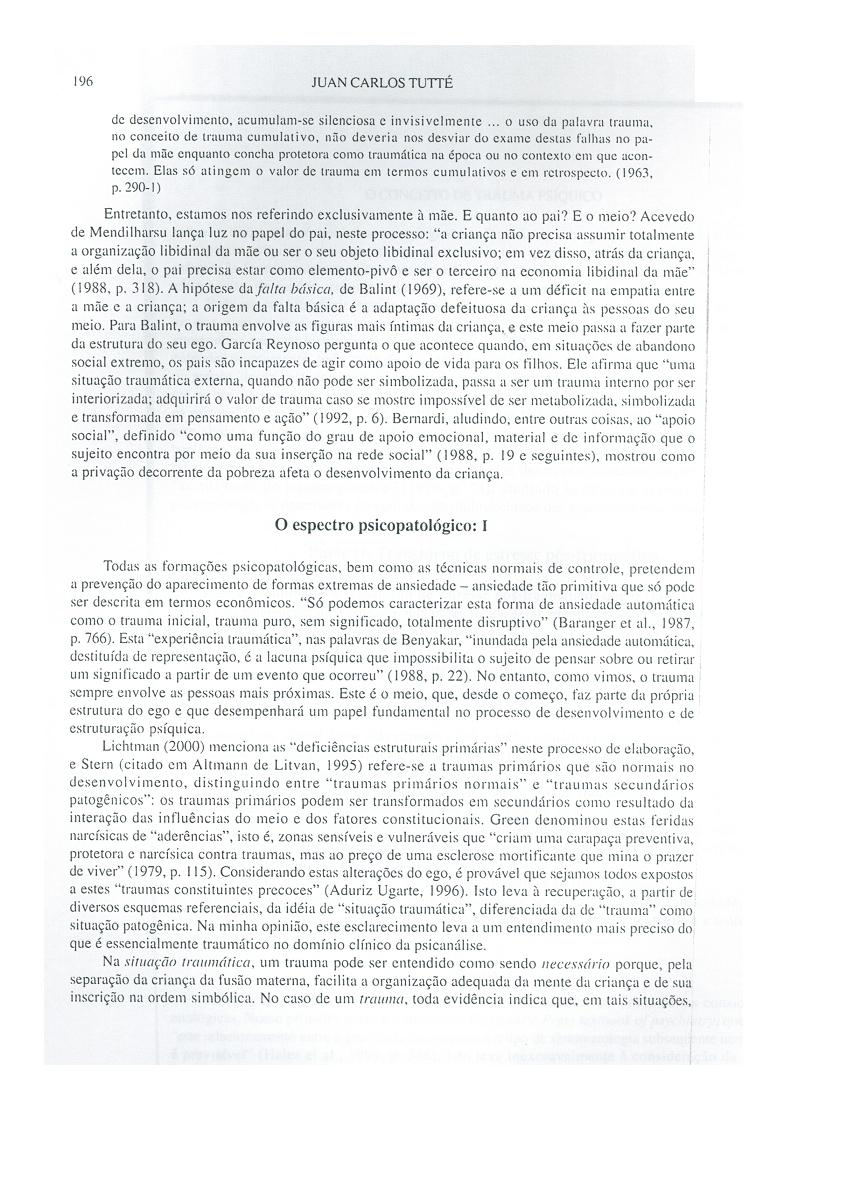 196
JUAN CARLOS TUTTÉ
de desenvolvimento, acumulam-se silenciosa e invisivelmente ... o uso da palavra trauma,
no conceito de trauma cumulativo, não deveria nos desviar do exame destas falhas no pa-
pel da mãe enquanto concha protetora como traumática na época ou no contexto em que acon-
tecem. Elas só atingem o valor de trauma em termos cumulativos e em retrospecto. (1963,
p. 290-1)
Entretanto, estamos nos referindo exclusivamente à mãe. E quanto ao pai? E o meio? Acevedo
de Mendilharsu lança luz no papel do pai, neste processo: “a criança não precisa assumir totalmente
a organização libidinal da mãe ou ser o seu objeto libidinal exclusivo; em vez disso, atrás da criança,
e além dela, o pai precisa estar como elemento-pivô e ser o terceiro na economia libidinal da mãe”
(1988, p. 318). A hipótese da falta básica, de Balint (1969), refere-se a um déficit na empatia entre
a mãe e a criança; a origem da falta básica é a adaptação defeituosa da criança às pessoas do seu
meio. Para Balint, o trauma envolve as figuras mais íntimas da criança, e este meio passa a fazer parte
da estrutura do seu ego. García Reynoso pergunta o que acontece quando, em situações de abandono
social extremo, os pais são incapazes de agir como apoio de vida para os filhos. Ele afirma que “uma
situação traumática externa, quando não pode ser simbolizada, passa a ser um trauma interno por ser
interiorizada; adquirirá o valor de trauma caso se mostre impossível de ser metabolizada, simbolizada
e transformada em pensamento e ação” (1992, p. 6). Bernardi, aludindo, entre outras coisas, ao “apoio
social”, definido “como uma função do grau de apoio emocional, material e de informação que o
sujeito encontra por meio da sua inserção na rede social” (1988, p. 19 e seguintes), mostrou como
a privação decorrente da pobreza afeta o desenvolvimento da criança.
O espectro psicopatológico: I
Todas as formações psicopatológicas, bem como as técnicas normais de controle, pretendem
a prevenção do aparecimento de formas extremas de ansiedade – ansiedade tão primitiva que só pode
ser descrita em termos econômicos. “Só podemos caracterizar esta forma de ansiedade automática
como o trauma inicial, trauma puro, sem significado, totalmente disruptivo” (Baranger et al., 1987,
p. 766). Esta “experiência traumática”, nas palavras de Benyakar, “inundada pela ansiedade automática,
destituída de representação, é a lacuna psíquica que impossibilita o sujeito de pensar sobre ou retirar
um significado a partir de um evento que ocorreu” (1988, p. 22). No entanto, como vimos, o trauma
sempre envolve as pessoas mais próximas. Este é o meio, que, desde o começo, faz parte da própria
estrutura do ego e que desempenhará um papel fundamental no processo de desenvolvimento e de
estruturação psíquica.
Lichtman (2000) menciona as “deficiências estruturais primárias” neste processo de elaboração,
e Stern (citado em Altmann de Litvan, 1995) refere-se a traumas primários que são normais no
desenvolvimento, distinguindo entre “traumas primários normais” e “traumas secundários
patogênicos”: os traumas primários podem ser transformados em secundários como resultado da
interação das influências do meio e dos fatores constitucionais. Green denominou estas feridas
narcísicas de “aderências”, isto é, zonas sensíveis e vulneráveis que “criam uma carapaça preventiva,
protetora e narcísica contra traumas, mas ao preço de uma esclerose mortificante que mina o prazer
de viver” (1979, p. 115). Considerando estas alterações do ego, é provável que sejamos todos expostos
a estes “traumas constituintes precoces” (Aduriz Ugarte, 1996). Isto leva à recuperação, a partir de
diversos esquemas referenciais, da idéia de “situação traumática”, diferenciada da de “trauma” como
situação patogênica. Na minha opinião, este esclarecimento leva a um entendimento mais preciso do
que é essencialmente traumático no domínio clínico da psicanálise.
Na situação traumática, um trauma pode ser entendido como sendo necessário porque, pela
separação da criança da fusão materna, facilita a organização adequada da mente da criança e de sua
inscrição na ordem simbólica. No caso de um trauma, toda evidência indica que, em tais situações,